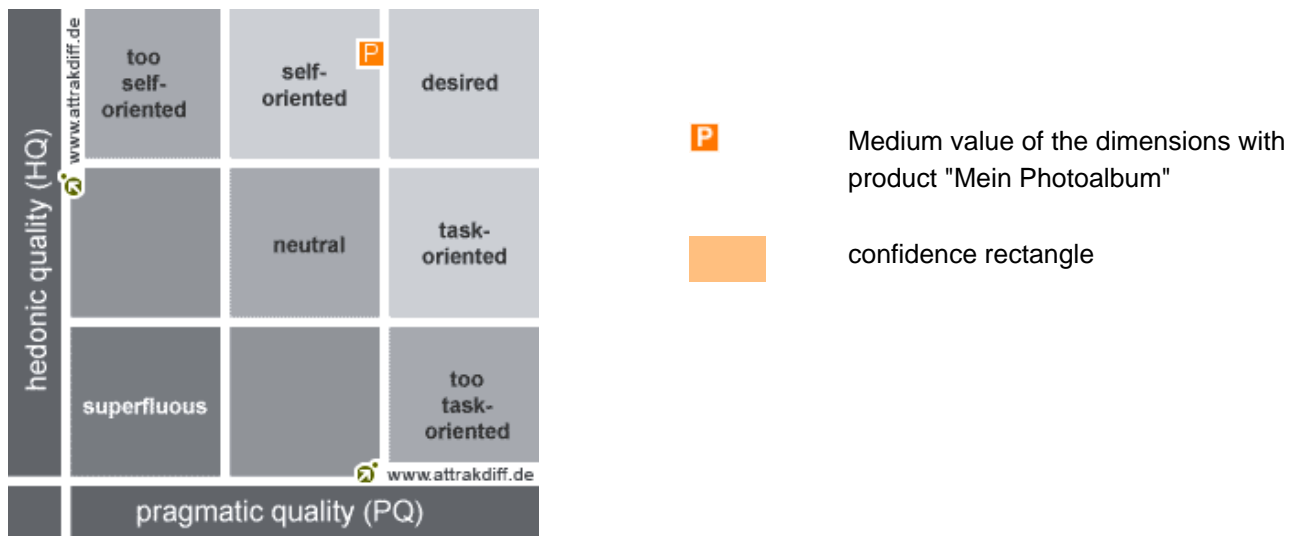 www.attrakdiff.de
hedonic quality (HQ)
too
self-
oriented
self-
oriented
P
desired
neutral
task-
oriented
superfluous
too
task-
oriented
www.attrakdiff.de
pragmatic quality (PQ)
P
Medium value of the dimensions with
product "Mein Photoalbum"
confidence rectangle